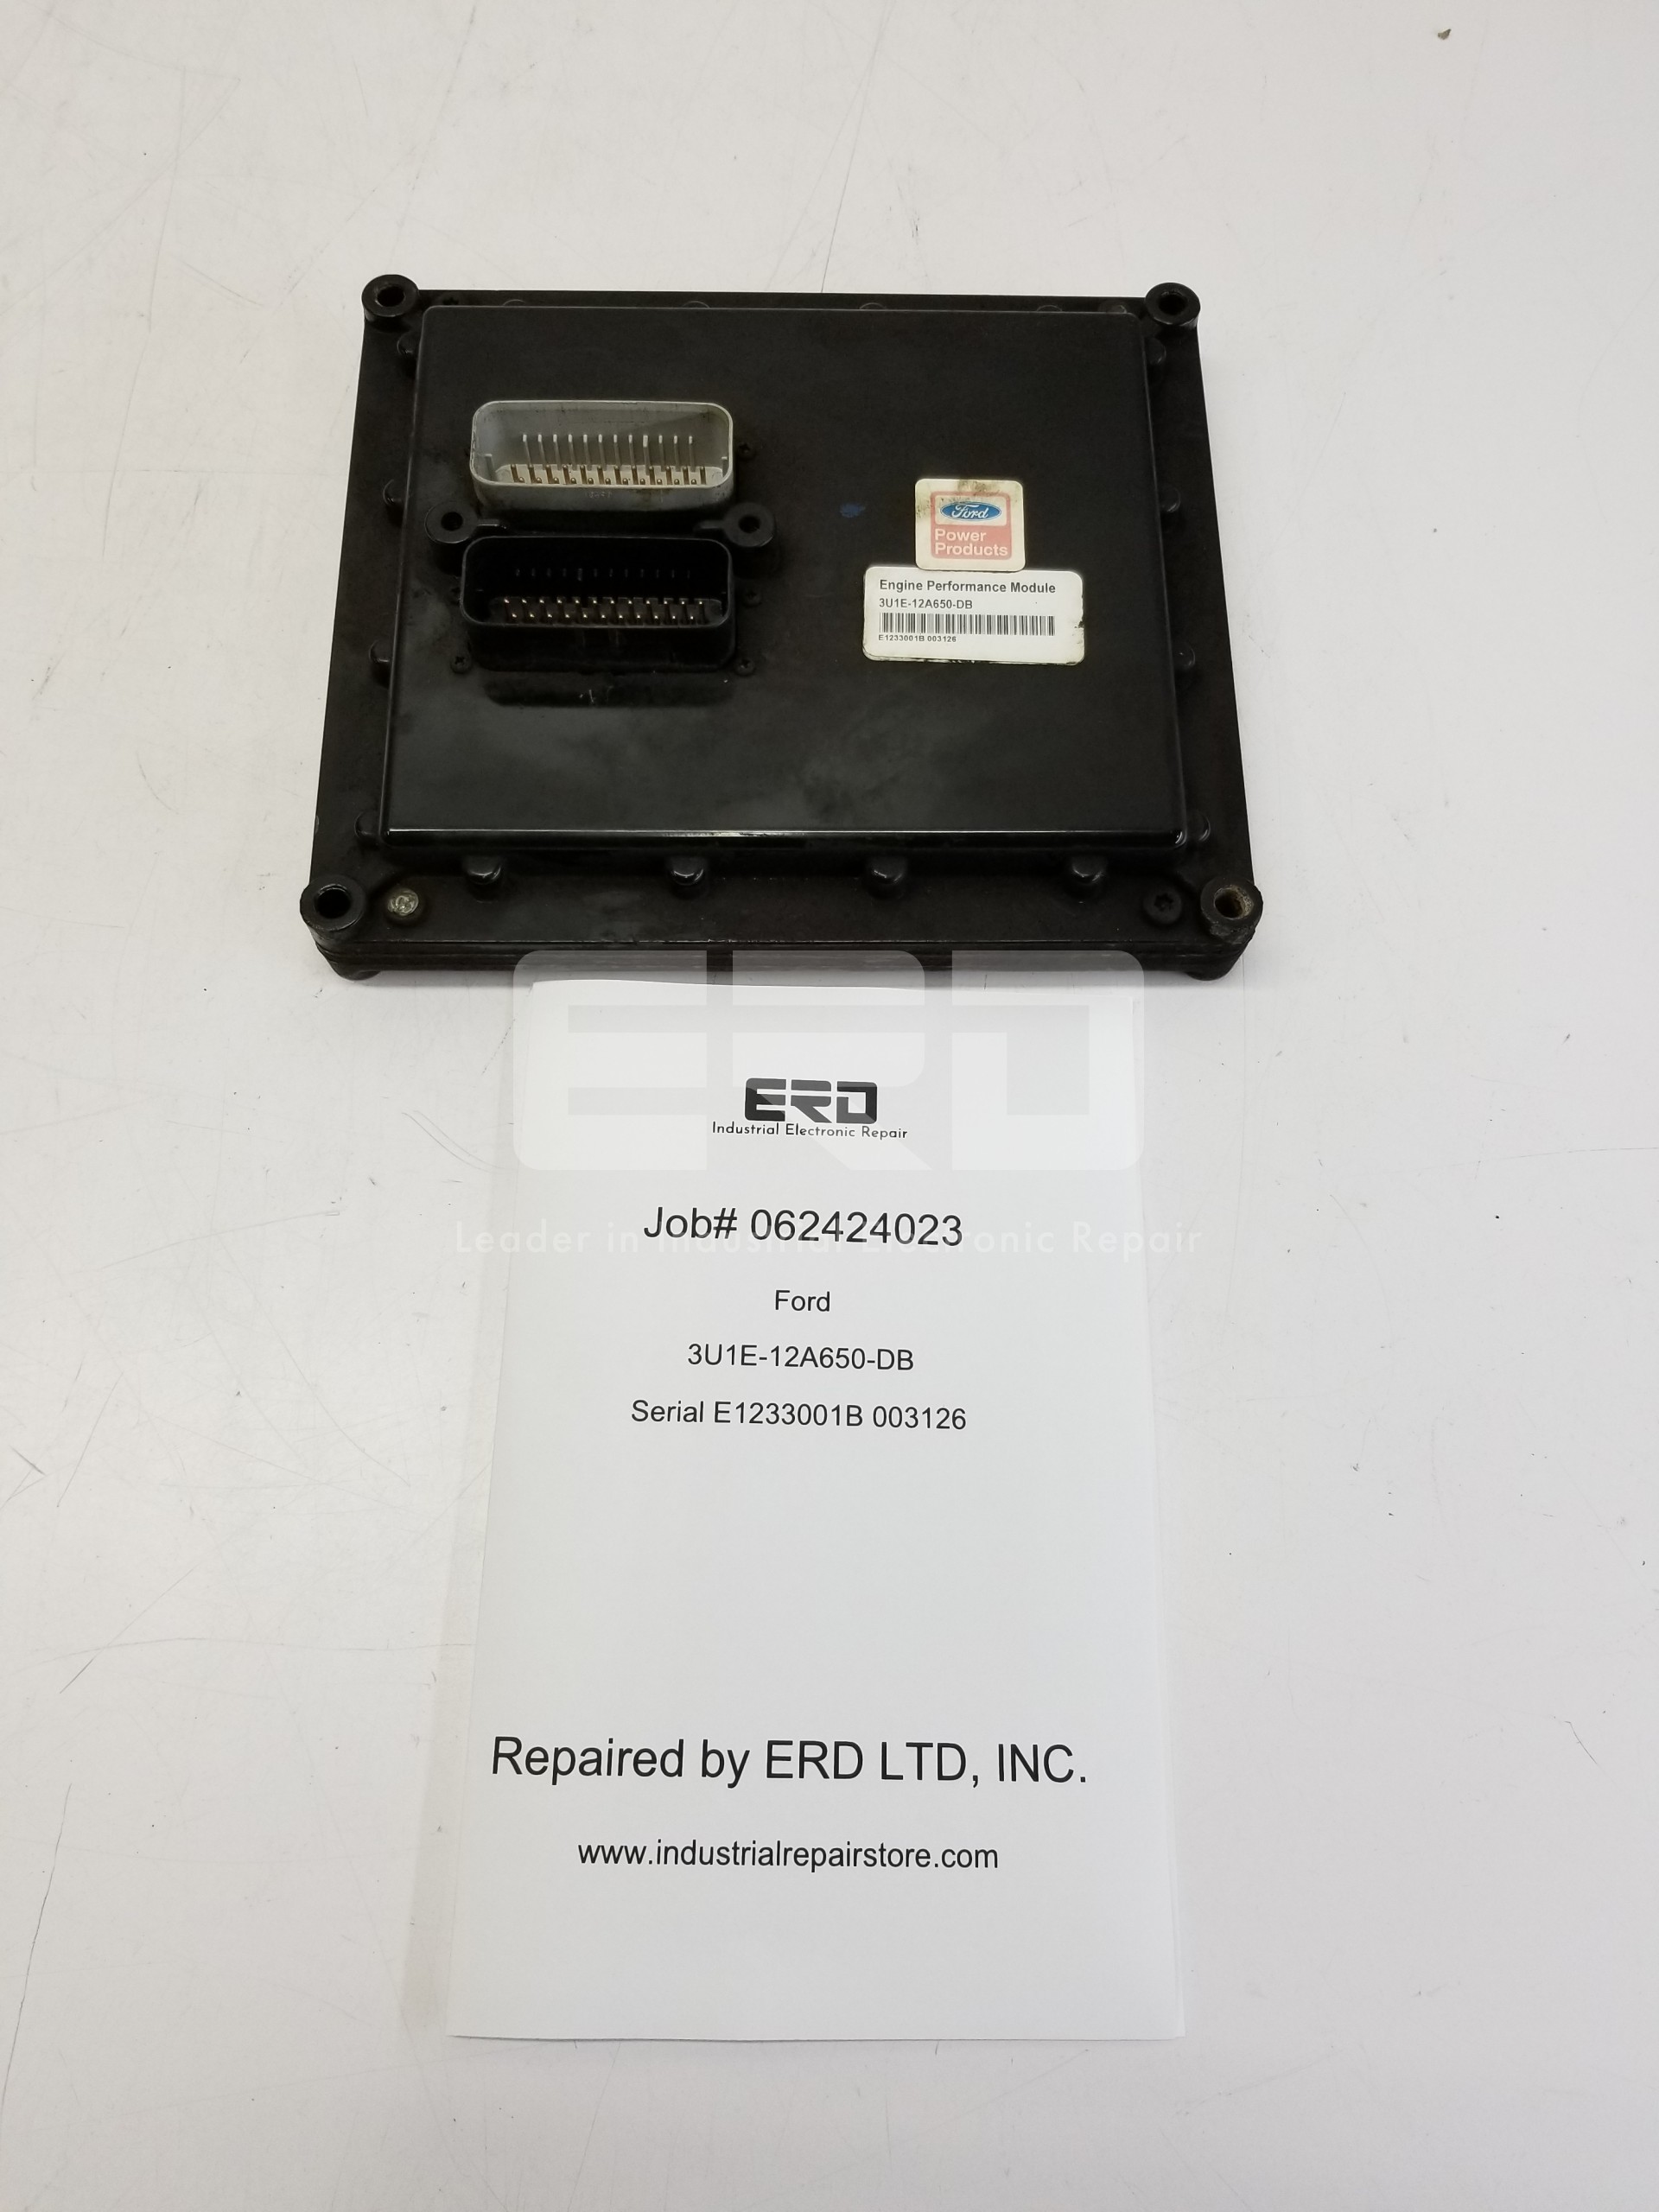 Ford
Power
Products
Engine Performance Module
3U1E-12A650-DB
E1233001B 003126
ERD
ERD
Industrial Electronic Repair
Job# 062424023
Leader in Industrial Electronic Repair
Ford
3U1E-12A650-DB
Serial E1233001B 003126
Repaired by ERD LTD, INC.
www.industrialrepairstore.com